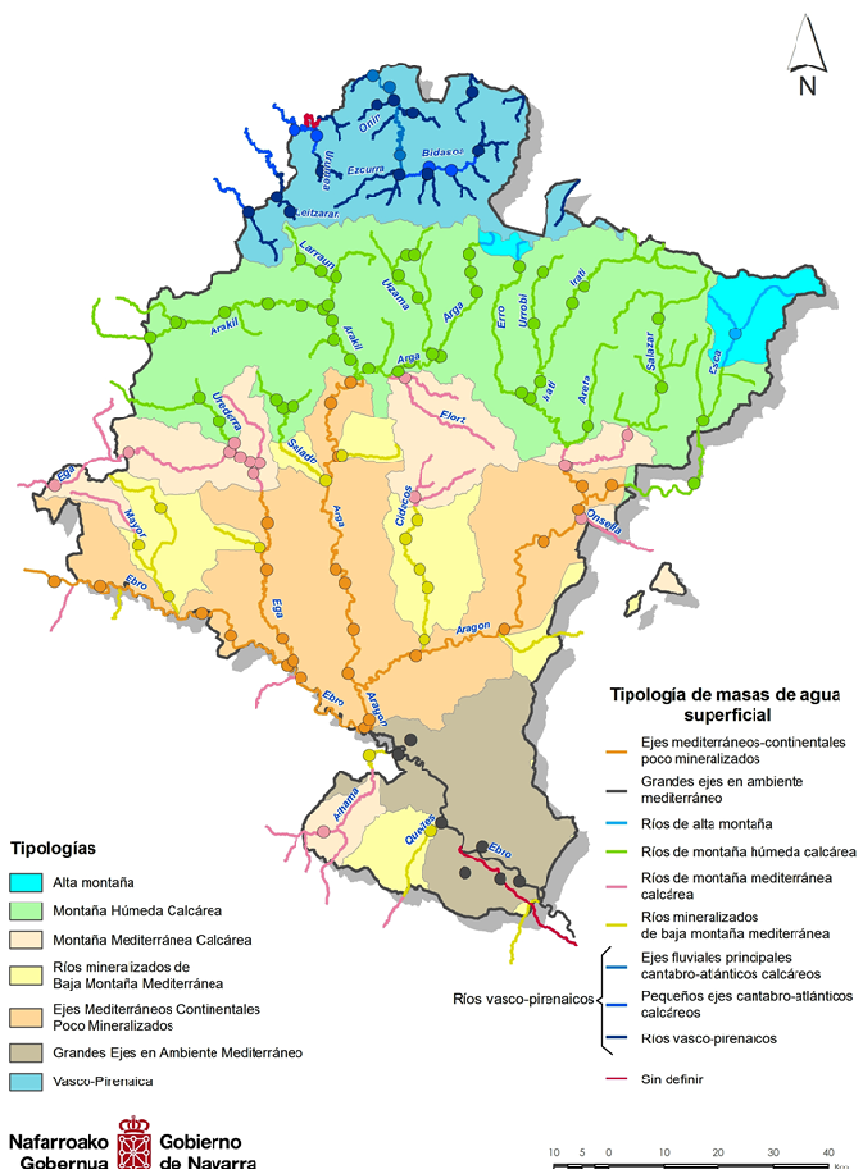 N
Onin
Bidasoa
Ezcurra
Urumea
Leitzaran
Larraun
Ultzama
Arga
Erro
Urrobi
Irati
Arakil
Arakil
Salazar
Esca
Arga
Irati
Areta
Urederra
Elorz
Salado
Ega
Cidacos
Mayor
Arga
Onsella
Ebro
Ega
Aragon
Ebro
Aragon
Alhama
Queiles
Ebro
Tipología de masas de agua
superficial
Ejes mediterráneos-continentales
poco mineralizados
Grandes ejes en ambiente
mediterráneo
Ríos de alta montaña
Ríos de montaña húmeda calcárea
Ríos de montaña mediterránea
calcárea
Ríos mineralizados
de baja montaña mediterránea
Ejes fluviales principales
cantabro-atlánticos calcáreos
Ríos vasco-pirenaicos
Pequeños ejes cantabro-atlánticos
calcáreos
Ríos vasco-pirenaicos
Sin definir
Tipologías
Alta montaña
Montaña Húmeda Calcárea
Montaña Mediterránea Calcárea
Ríos mineralizados de
Baja Montaña Mediterránea
Ejes Mediterráneos Continentales
Poco Mineralizados
Grandes Ejes en Ambiente Mediterráneo
Vasco-Pirenaica
Nafarroako Gobierno
Gobernua de Navarra
10 5 0 10 20 30 40
Km